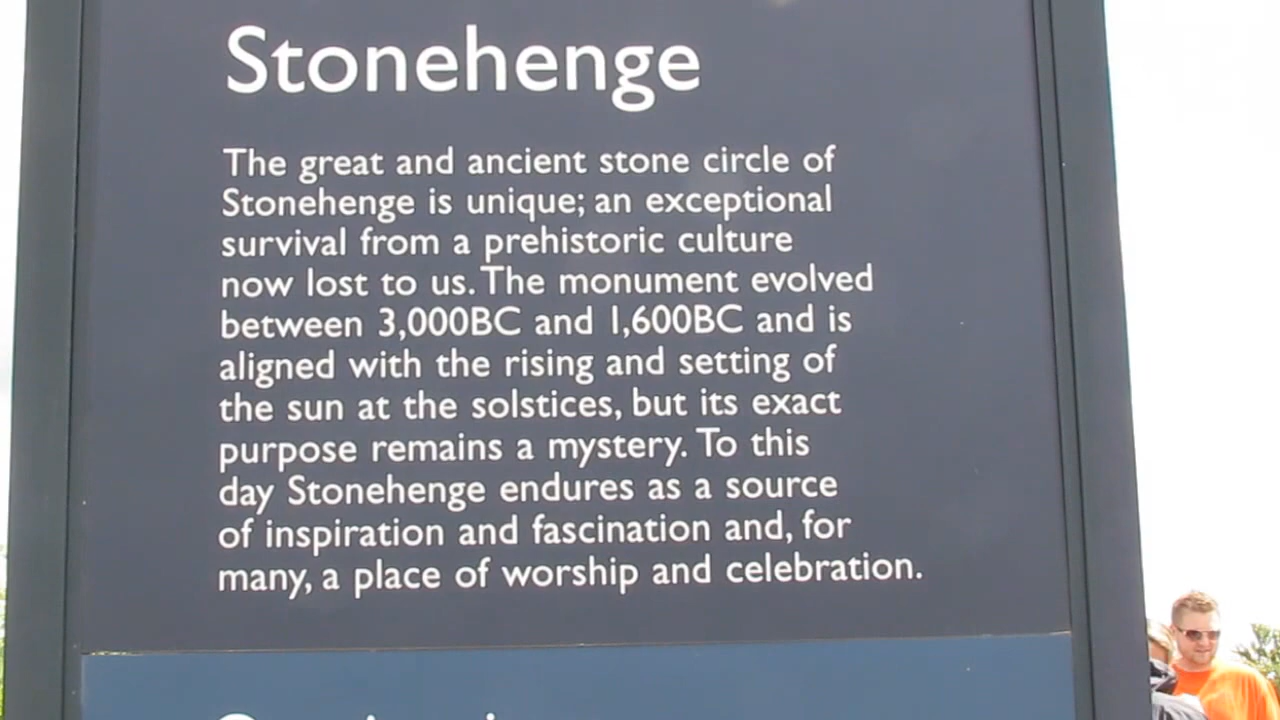 Stonehenge
The great and ancient stone circle of
Stonehenge is unique; an exceptional
survival from a prehistoric culture
now lost to us. The monument evolved
between 3,000BC and 1,600BC and is
aligned with the rising and setting of
the sun at the solstices, but its exact
purpose remains a mystery. To this
day Stonehenge endures as a source
of inspiration and fascination and, for
many, a place of worship and celebration.